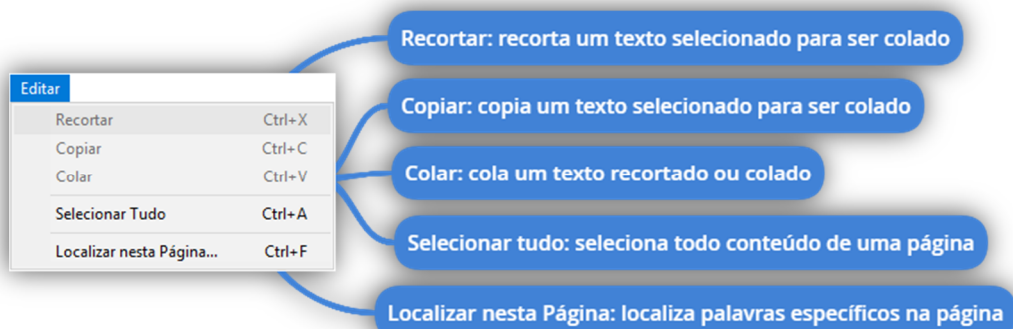 Editar
Recortar Ctrl+X
Copiar Ctrl+C
Colar Ctrl+V
Selecionar Tudo Ctrl+A
Localizar nesta Página... Ctrl+F
Recortar: recorta um texto selecionado para ser colado
Copiar: copia um texto selecionado para ser colado
Colar: cola um texto recortado ou colado
Selecionar tudo: seleciona todo conteúdo de uma página
Localizar nesta Página: localiza palavras específicos na página